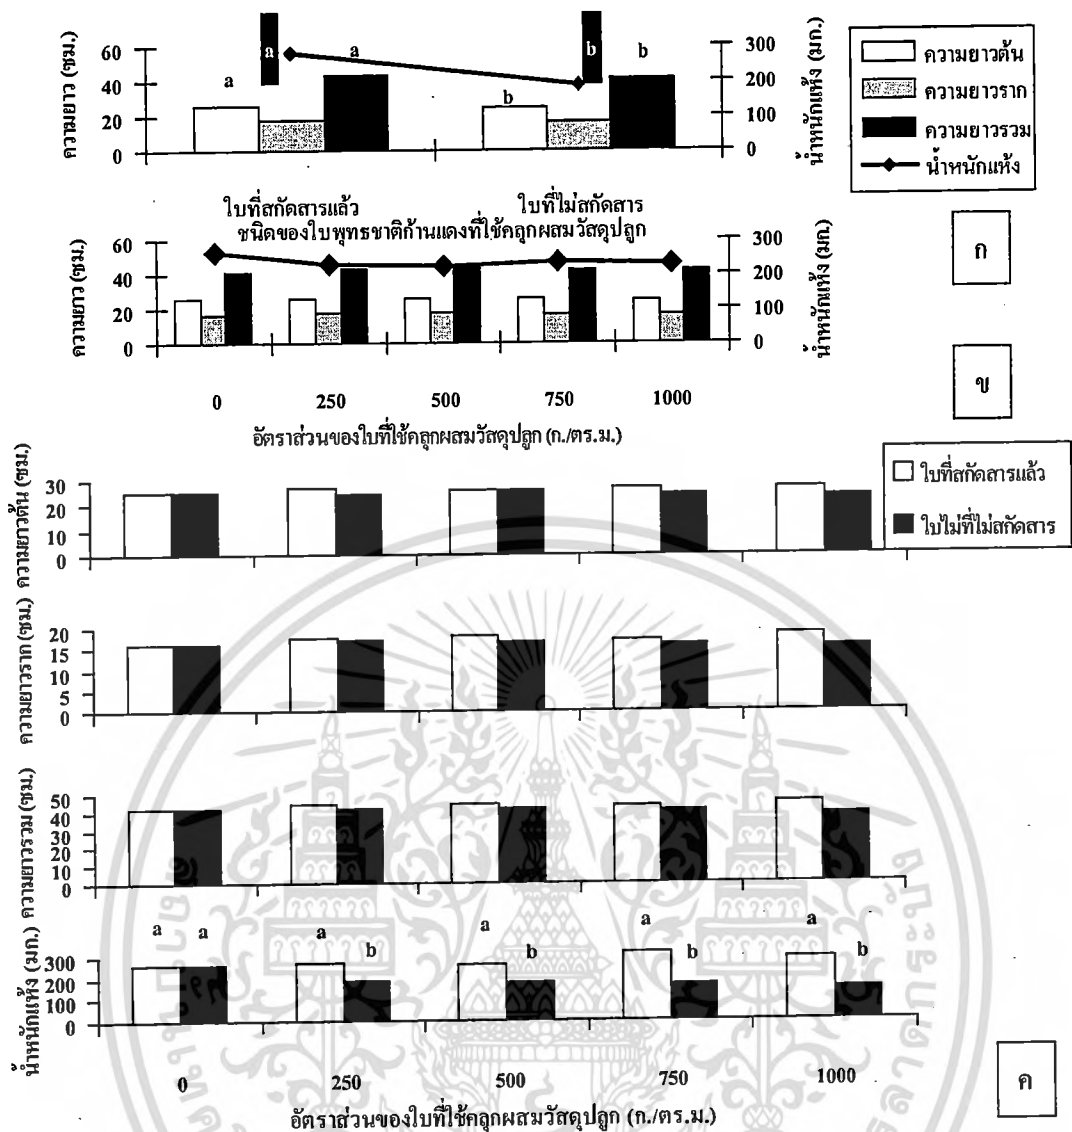 ความยาว (ซม.)
60
40
20
0
a
a
a
b
b
b
300
200
100
0
น้ำหนักแห้ง (มก.)
ความยาวต้น
ความยาวราก
ความยาวรวม
น้ำหนักแห้ง
ใบที่สกัดสารแล้ว ใบที่ไม่สกัดสาร
ชนิดของใบพุทธชาติก้านแดงที่ใช้คลุกผสมวัสดุปลูก
ก
ความยาว (ซม.)
60
40
20
0
300
200
100
0
น้ำหนักแห้ง (มก.)
0 250 500 750 1000
อัตราส่วนของใบที่ใช้คลุกผสมวัสดุปลูก (ก./ตร.ม.)
ข
ใบที่สกัดสารแล้ว
ใบไม่ที่ไม่สกัดสาร
ความยาวต้น (ซม.)
30
20
10
0
ความยาวราก (ซม.)
20
15
10
5
0
ความยาวรวม (ซม.)
50
40
30
20
10
0
น้ำหนักแห้ง (มก.)
300
200
100
0
a a a b a b a b a b
0 250 500 750 1000
อัตราส่วนของใบที่ใช้คลุกผสมวัสดุปลูก (ก./ตร.ม.)
ค